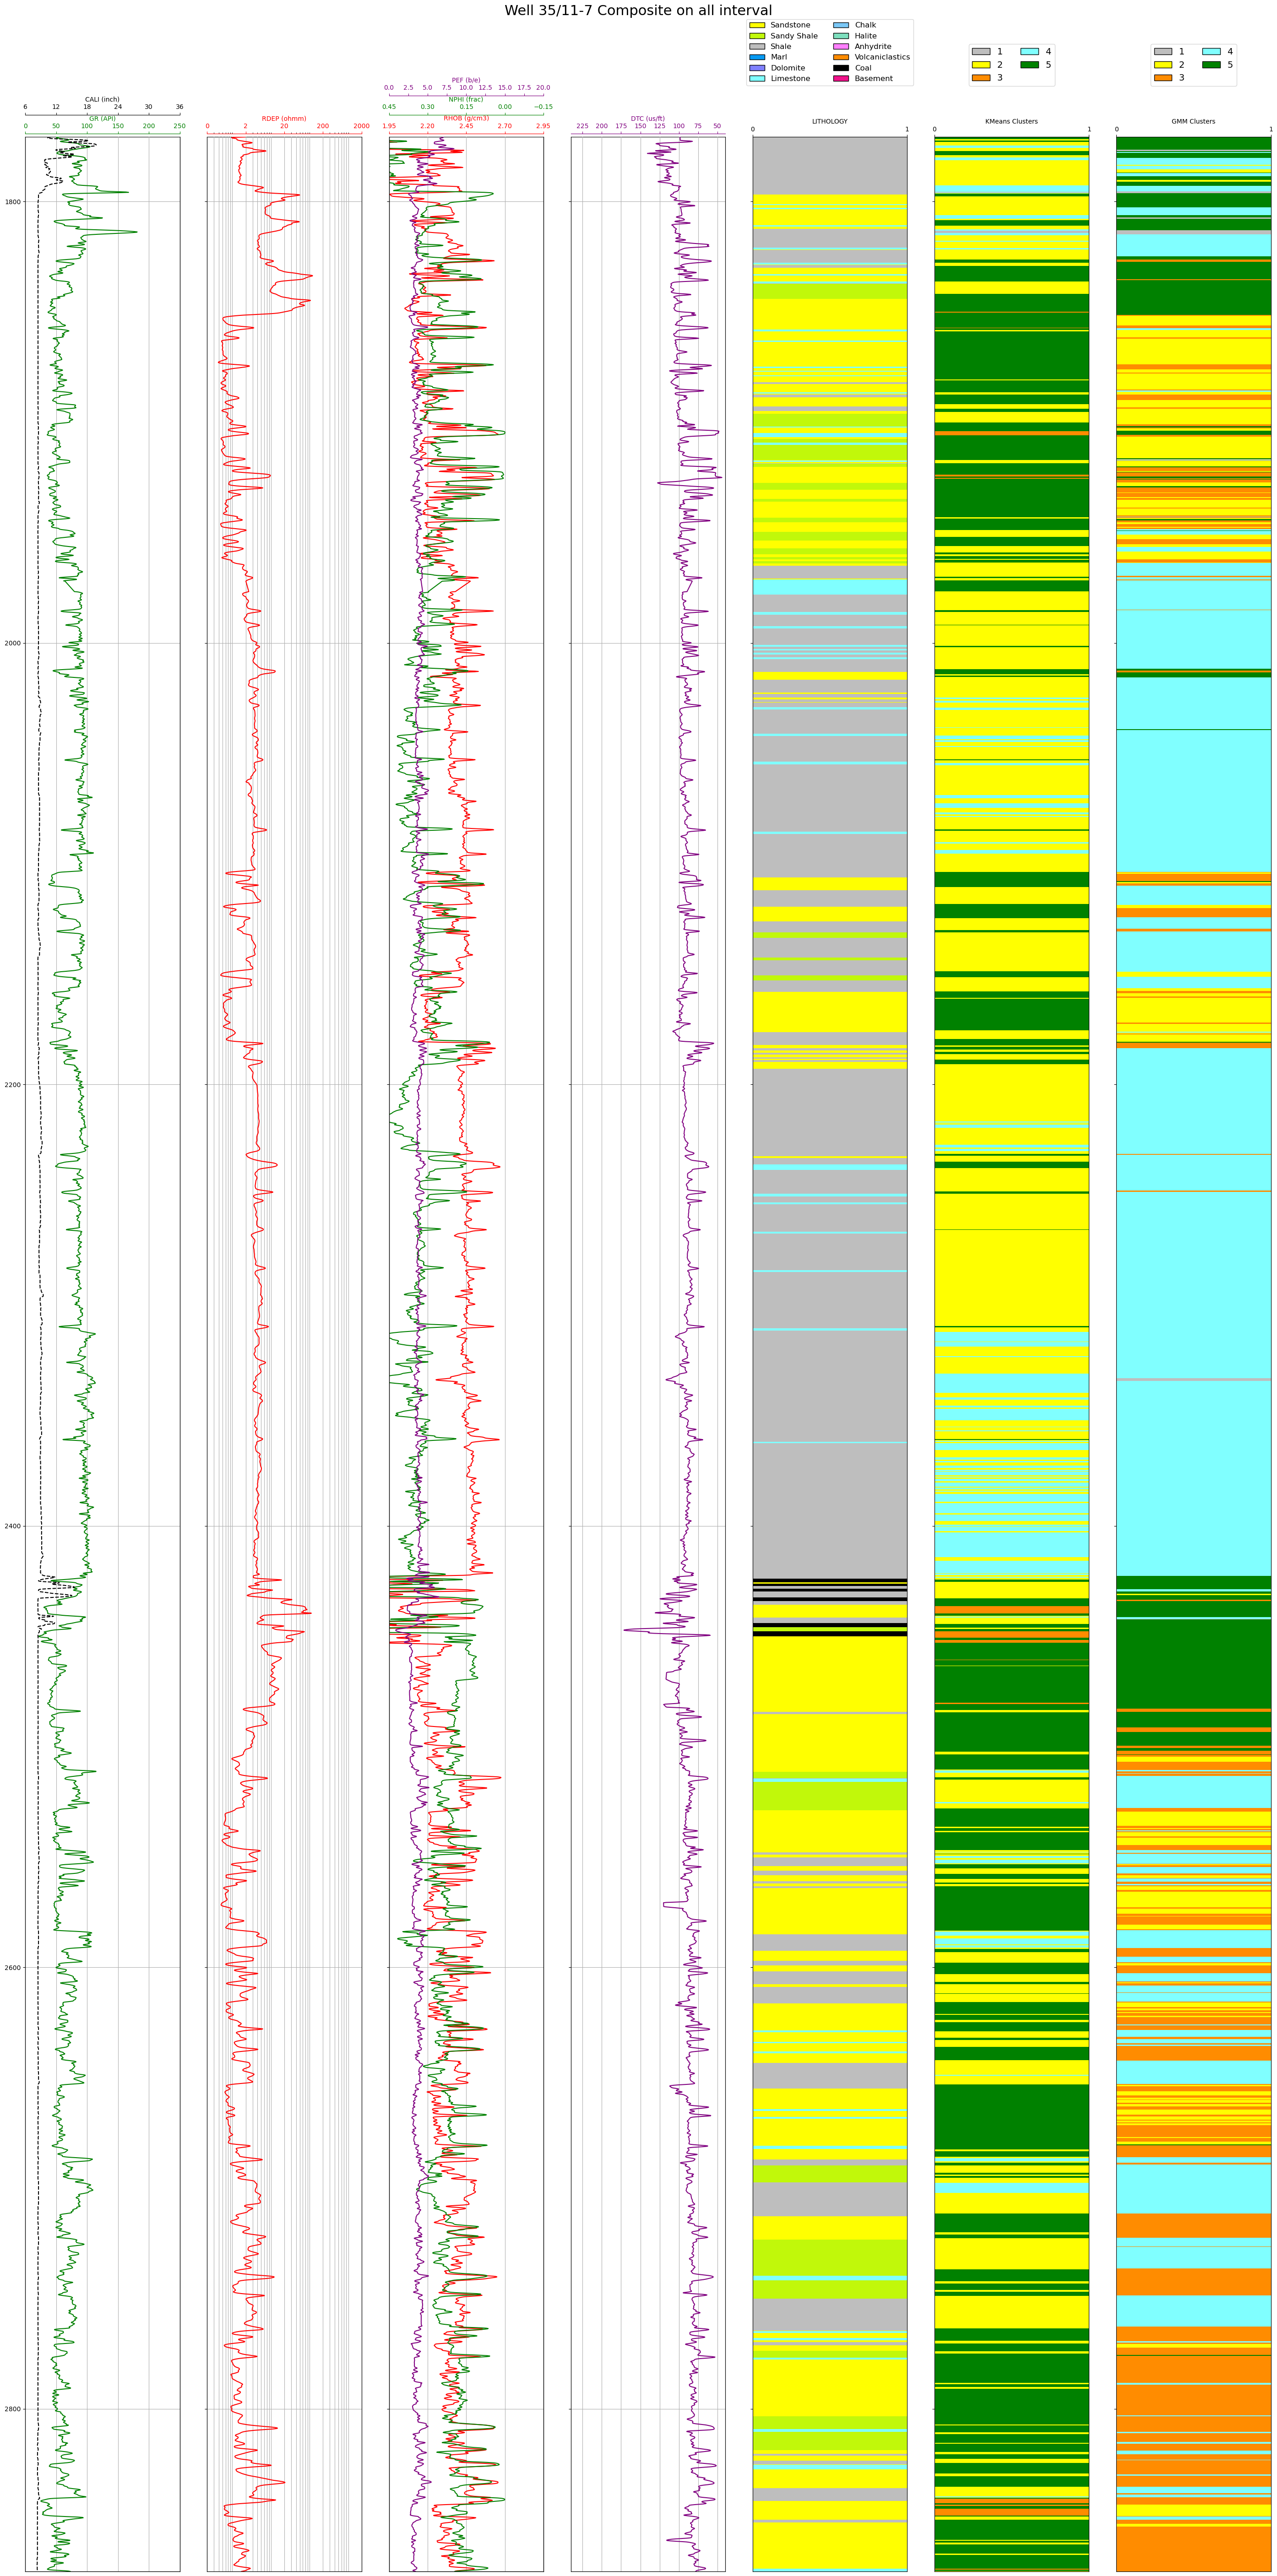 Well 35/11-7 Composite on all interval
Sandstone Chalk
Sandy Shale Halite
Shale Anhydrite
Marl Volcaniclastics
Dolomite Coal
Limestone Basement
1 4
2 5
3
1 4
2 5
3
PEF (b/e)
0.0 2.5 5.0 7.5 10.0 12.5 15.0 17.5 20.0
CALI (inch)
6 12 18 24 30 36
NPHI (frac)
0.45 0.30 0.15 0.00 −0.15
GR (API)
0 50 100 150 200 250
RDEP (ohmm)
0 2 20 200 2000
RHOB (g/cm3)
1.95 2.20 2.45 2.70 2.95
DTC (us/ft)
225 200 175 150 125 100 75 50
LITHOLOGY
0 1
KMeans Clusters
0 1
GMM Clusters
0 1
1800
2000
2200
2400
2600
2800